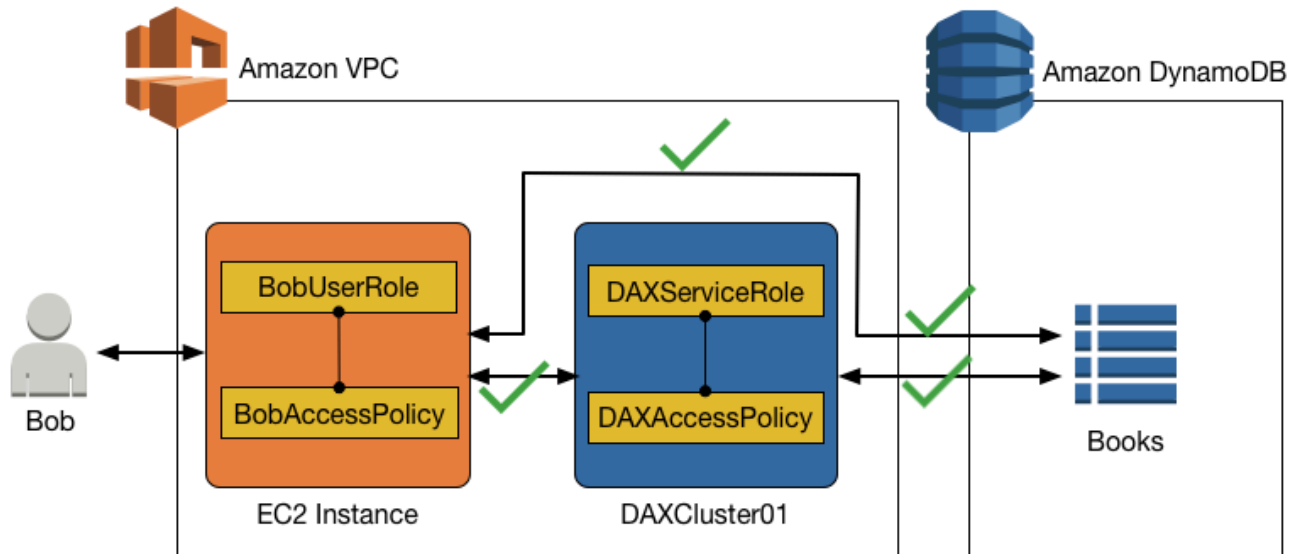 Amazon VPC
Amazon DynamoDB
BobUserRole
DAXServiceRole
BobAccessPolicy
DAXAccessPolicy
Bob
Books
EC2 Instance
DAXCluster01